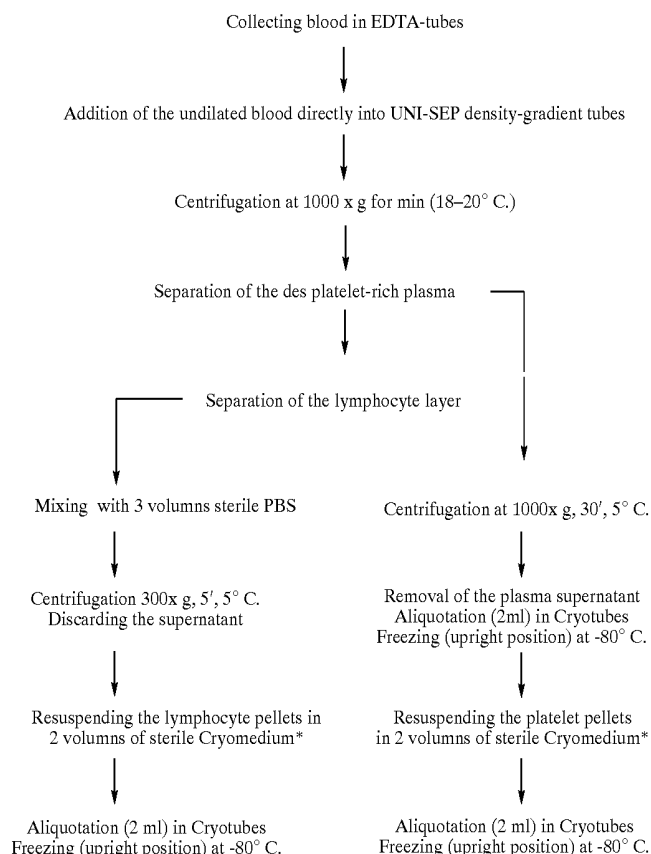 Collecting blood in EDTA-tubes
Addition of the undilated blood directly into UNI-SEP density-gradient tubes
Centrifugation at 1000 x g for min (18–20° C.)
Separation of the des platelet-rich plasma
Separation of the lymphocyte layer
Mixing with 3 volumns sterile PBS
Centrifugation 300x g, 5′, 5° C.
Discarding the supernatant
Resuspending the lymphocyte pellets in
2 volumns of sterile Cryomedium*
Aliquotation (2 ml) in Cryotubes
Freezing (upright position) at -80° C.
Centrifugation at 1000x g, 30′, 5° C.
Removal of the plasma supernatant
Aliquotation (2ml) in Cryotubes
Freezing (upright position) at -80° C.
Resuspending the platelet pellets
in 2 volumns of sterile Cryomedium*
Aliquotation (2 ml) in Cryotubes
Freezing (upright position) at -80° C.